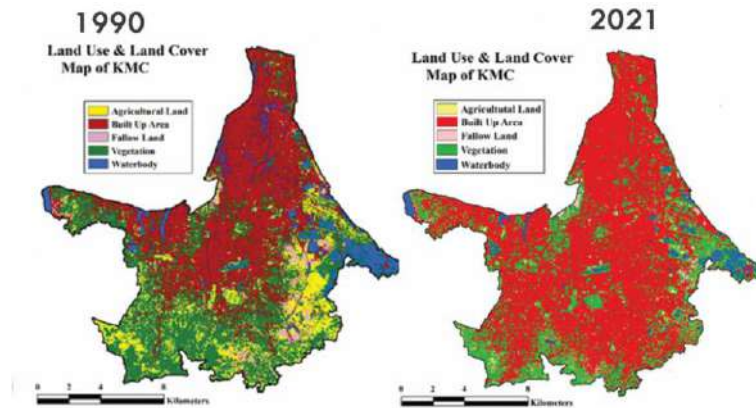 1990
Land Use & Land Cover
Map of KMC
Agricultural Land
Built Up Area
Fallow Land
Vegetation
Waterbody
0 2 4 8
Kilometers
2021
Land Use & Land Cover
Map of KMC
Agricultutal Land
Built Up Area
Fallow Land
Vegetation
Waterbody
0 2 4 8
Kilometers